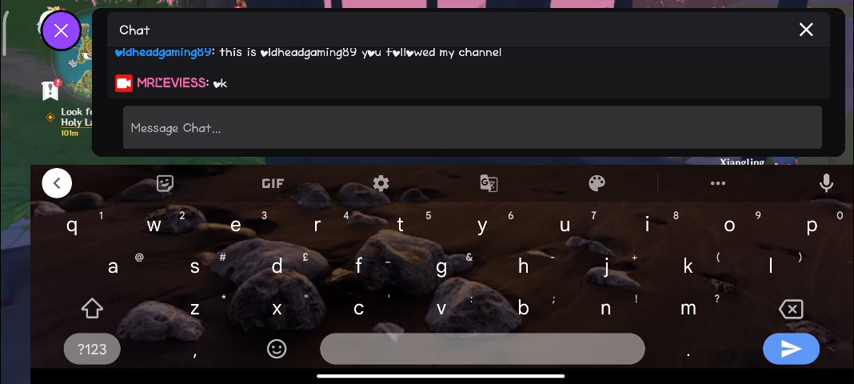 Chat
♥ldheadgaming89: this is ♥ldheadgaming89 y♥u f♥ll♥wed my channel
MRLEVIESS: ♥k
Message Chat...
Look f
Holy La
101m
Xiangling
GIF
q 1 w 2 e 3 r 4 t 5 y 6 u 7 i 8 o 9 p 0
a @ s # d £ f _ g & h - j + k ( l )
z * x " c ' v : b ; n ! m ?
?123 , .